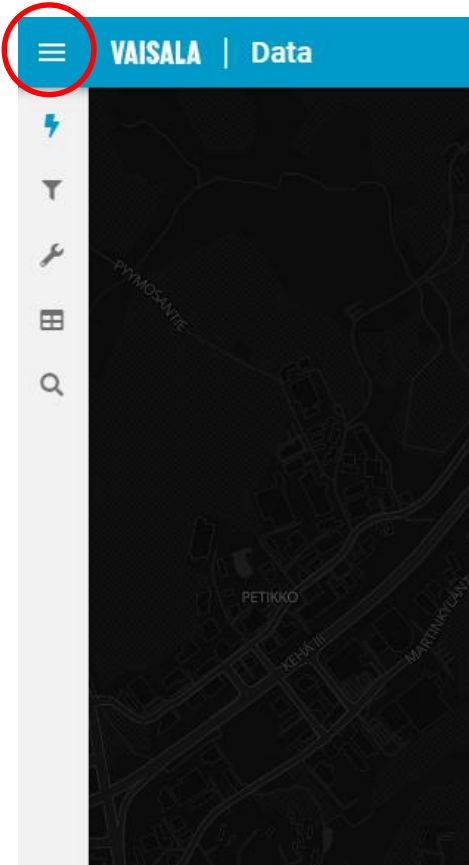 VAISALA | Data
PYYMOSANTIE
PETIKKO
KEHÄ III
MARTINKYLÄNT